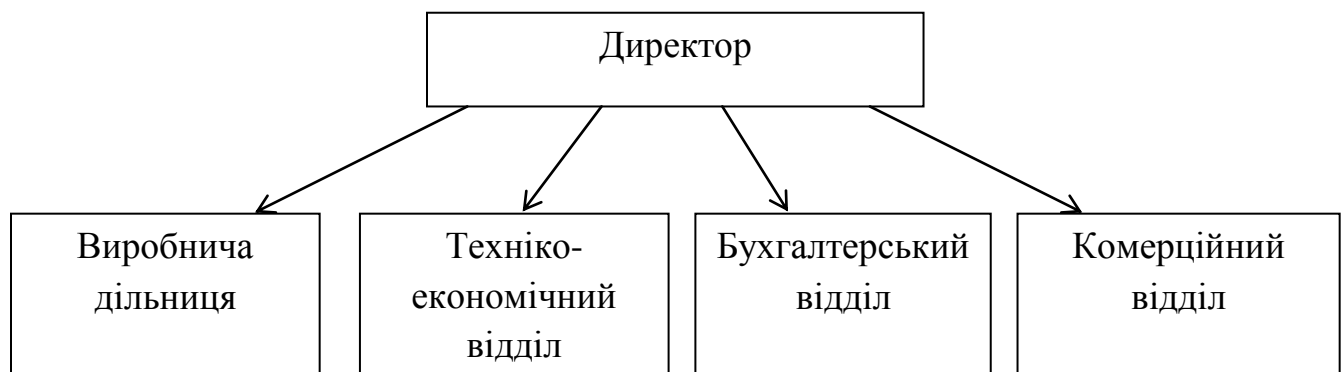 Директор
Виробнича
дільниця
Техніко-
економічний
відділ
Бухгалтерський
відділ
Комерційний
відділ